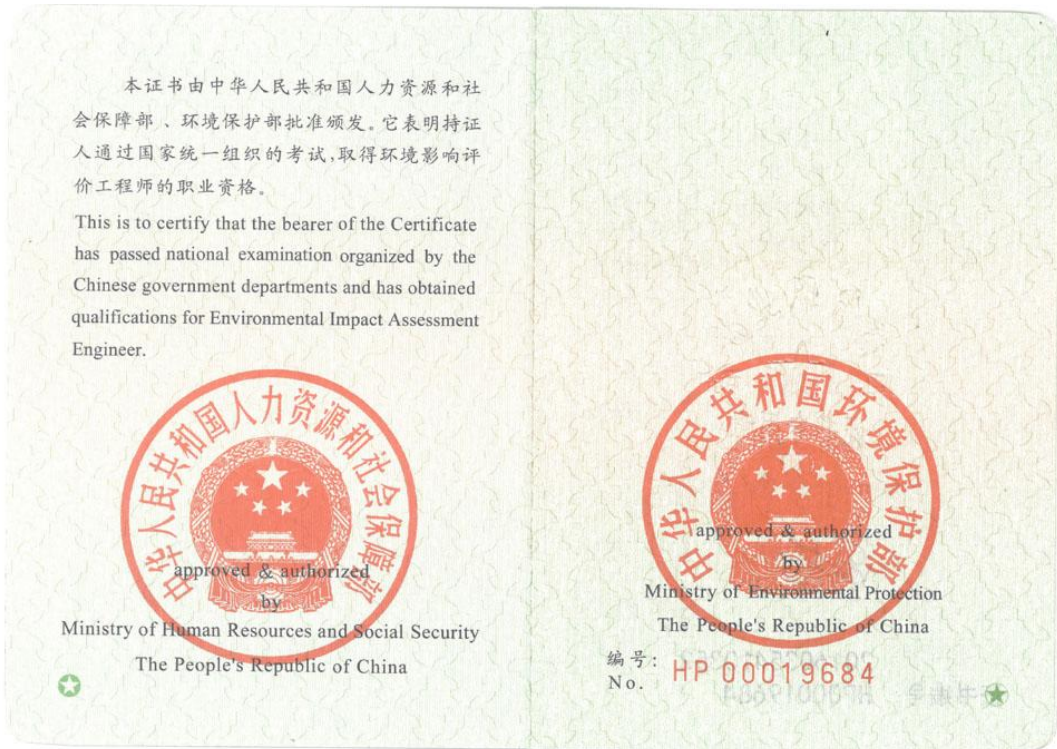 本证书由中华人民共和国人力资源和社
会保障部、环境保护部批准颁发。它表明持证
人通过国家统一组织的考试,取得环境影响评
价工程师的职业资格。
This is to certify that the bearer of the Certificate
has passed national examination organized by the
Chinese government departments and has obtained
qualifications for Environmental Impact Assessment
Engineer.
中华人民共和国人力资源和社会保障部
approved & authorized
by
Ministry of Human Resources and Social Security
The People's Republic of China
中华人民共和国环境保护部
approved & authorized
by
Ministry of Environmental Protection
The People's Republic of China
编号:
No.
HP 00019684